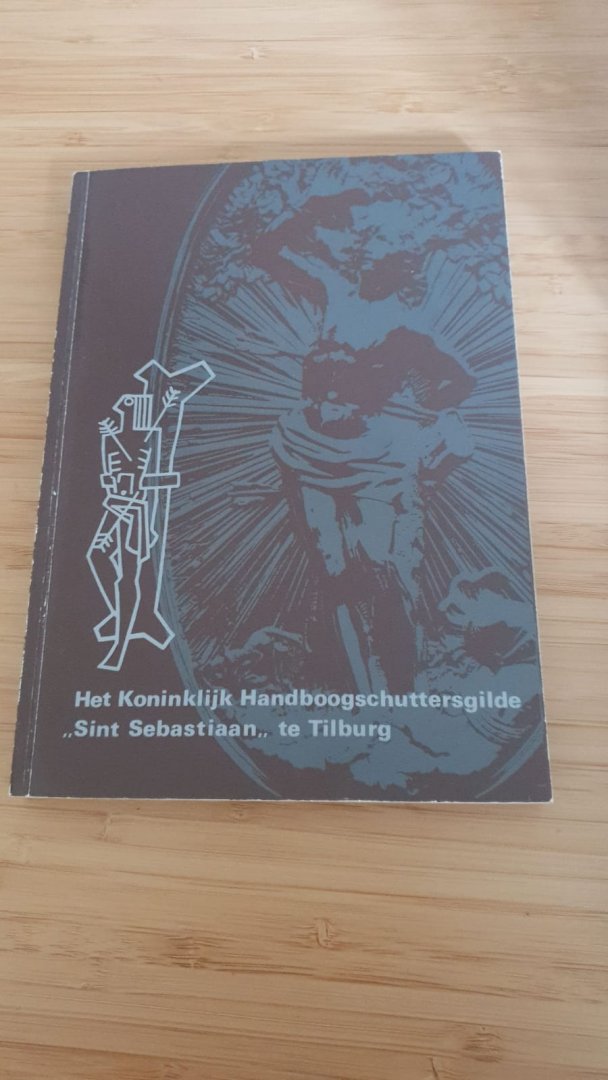 Het Koninklijk Handboogschuttersgilde
„Sint Sebastiaan„ te Tilburg